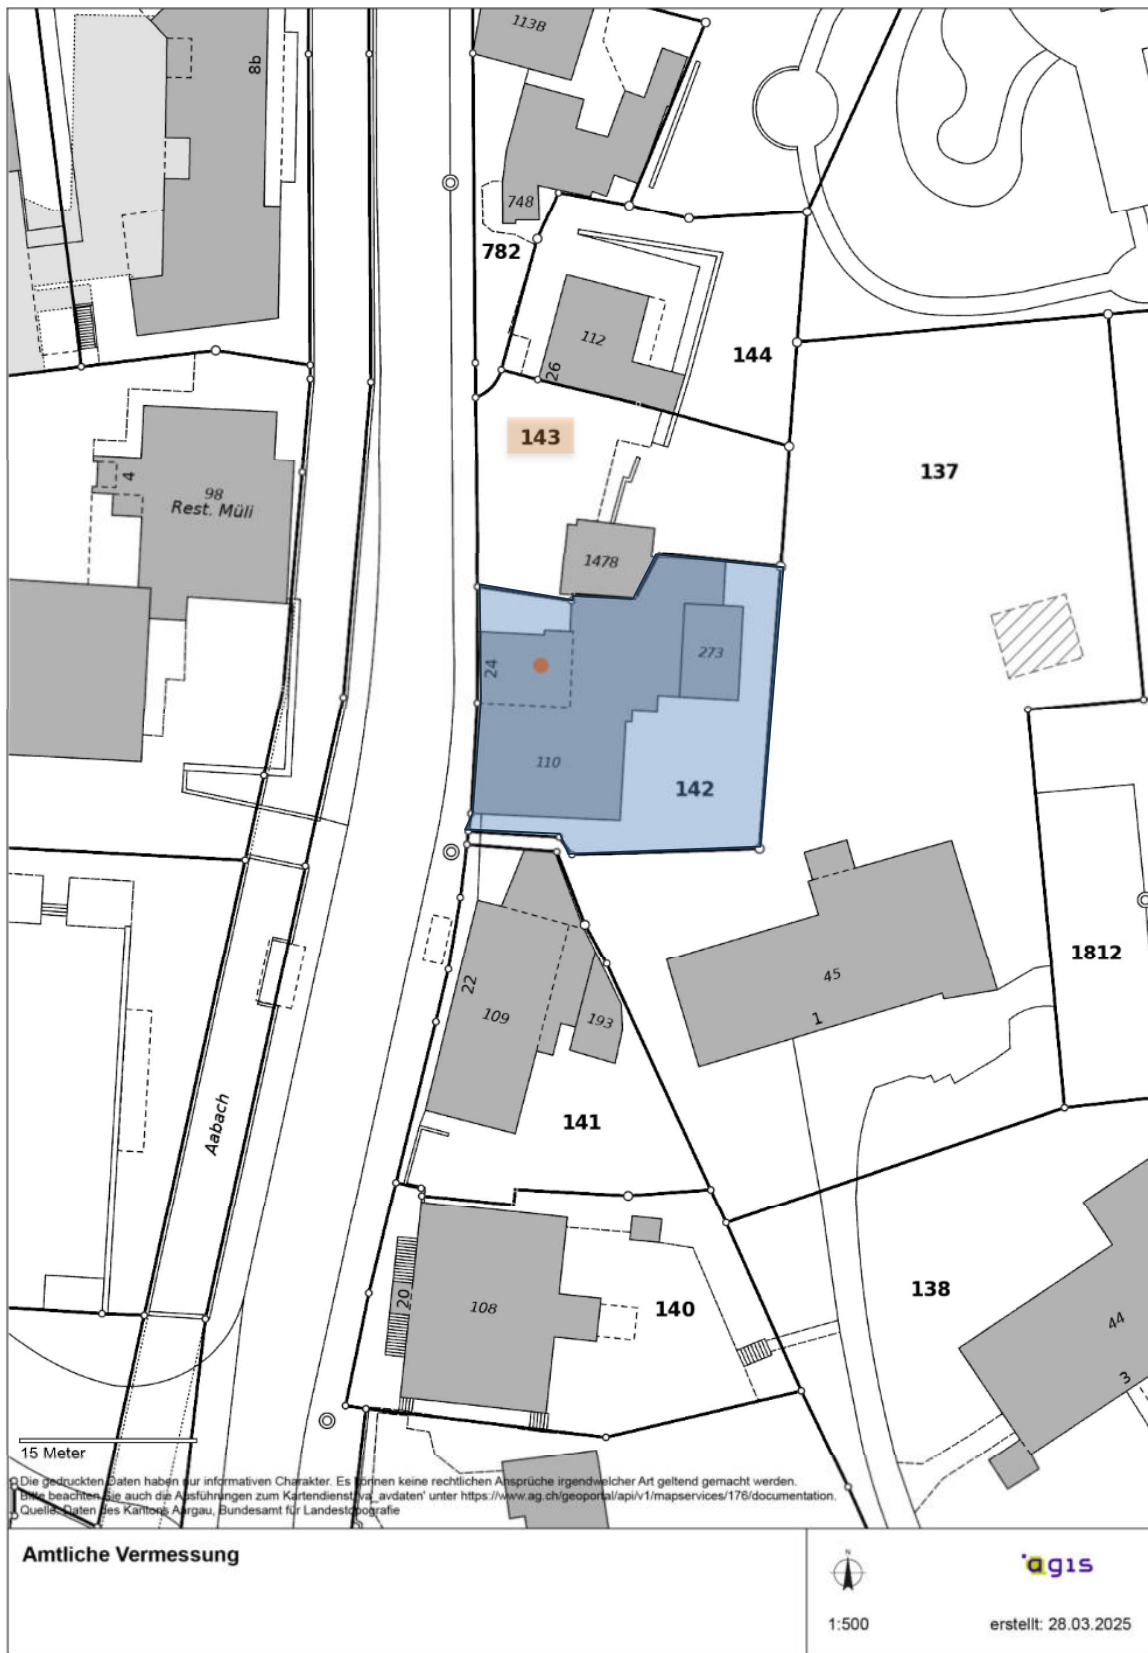 113B
8b
748
782
112
26
144
143
137
4
98
Rest. Müli
1478
24
273
110
142
45
1
1812
22
109
193
141
Aabach
20
108
140
138
44
3
15 Meter
Die gedruckten Daten haben nur informativen Charakter. Es können keine rechtlichen Ansprüche irgendwelcher Art geltend gemacht werden.
Bitte beachten Sie auch die Ausführungen zum Kartendienst 'va_avdaten' unter https://www.ag.ch/geoportal/api/v1/mapservices/176/documentation.
Quelle: Daten des Kantons Aargau, Bundesamt für Landestopografie
Amtliche Vermessung
N
agis
1:500
erstellt: 28.03.2025